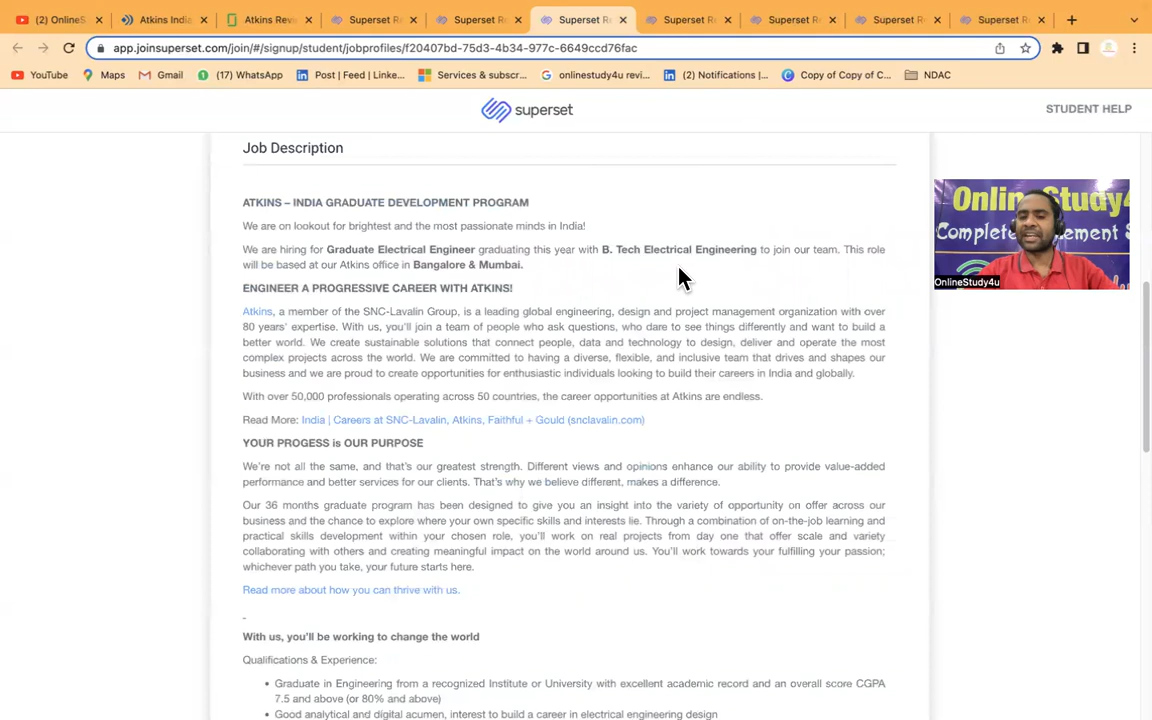 (2) OnlineS
Atkins India
Atkins Rev
Superset R
Superset R
Superset R
Superset R
Superset R
Superset R
Superset R
app.joinsuperset.com/join/#/signup/student/jobprofiles/f20407bd-75d3-4b34-977c-6649ccd76fac
YouTube
Maps
Gmail
(17) WhatsApp
Post | Feed | Linke...
Services & subscr...
onlinestudy4u revi...
(2) Notifications |...
Copy of Copy of C...
NDAC
superset
STUDENT HELP
Job Description
ATKINS – INDIA GRADUATE DEVELOPMENT PROGRAM
We are on lookout for brightest and the most passionate minds in India!
We are hiring for Graduate Electrical Engineer graduating this year with B. Tech Electrical Engineering to join our team. This role
will be based at our Atkins office in Bangalore & Mumbai.
ENGINEER A PROGRESSIVE CAREER WITH ATKINS!
Atkins, a member of the SNC-Lavalin Group, is a leading global engineering, design and project management organization with over
80 years' expertise. With us, you'll join a team of people who ask questions, who dare to see things differently and want to build a
better world. We create sustainable solutions that connect people, data and technology to design, deliver and operate the most
complex projects across the world. We are committed to having a diverse, flexible, and inclusive team that drives and shapes our
business and we are proud to create opportunities for enthusiastic individuals looking to build their careers in India and globally.
With over 50,000 professionals operating across 50 countries, the career opportunities at Atkins are endless.
Read More: India | Careers at SNC-Lavalin, Atkins, Faithful + Gould (snclavalin.com)
YOUR PROGESS is OUR PURPOSE
We're not all the same, and that's our greatest strength. Different views and opinions enhance our ability to provide value-added
performance and better services for our clients. That's why we believe different, makes a difference.
Our 36 months graduate program has been designed to give you an insight into the variety of opportunity on offer across our
business and the chance to explore where your own specific skills and interests lie. Through a combination of on-the-job learning and
practical skills development within your chosen role, you'll work on real projects from day one that offer scale and variety
collaborating with others and creating meaningful impact on the world around us. You'll work towards your fulfilling your passion;
whichever path you take, your future starts here.
Read more about how you can thrive with us.
-
With us, you'll be working to change the world
Qualifications & Experience:
• Graduate in Engineering from a recognized Institute or University with excellent academic record and an overall score CGPA
7.5 and above (or 80% and above)
• Good analytical and digital acumen, interest to build a career in electrical engineering design
OnlineStudy4u